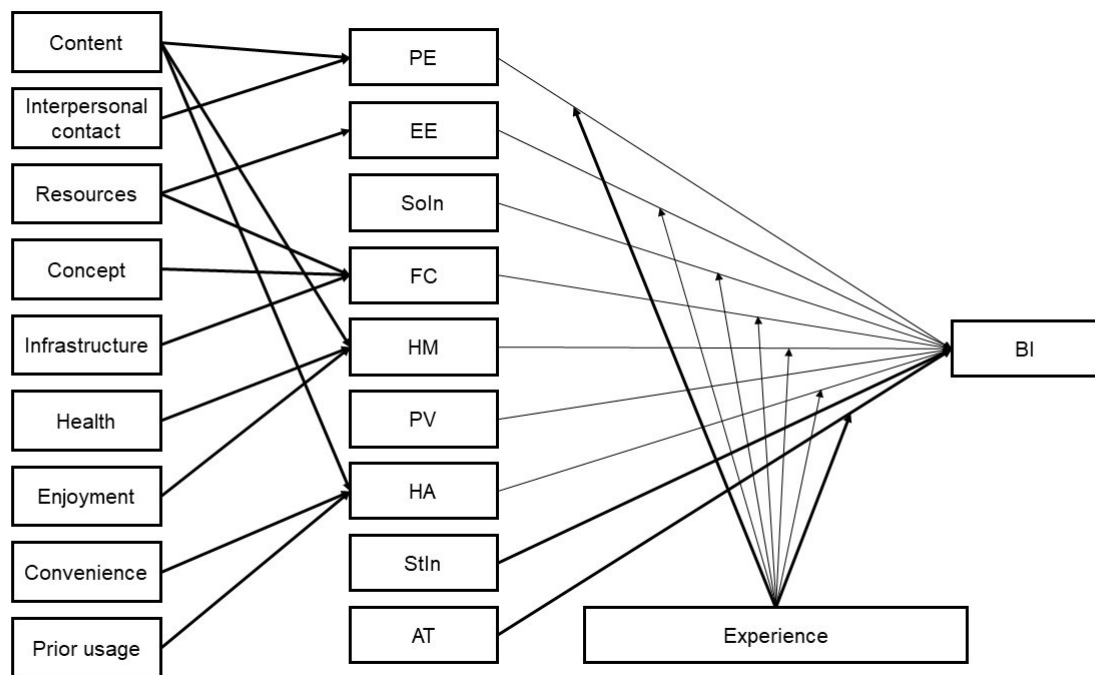 Content
Interpersonal
contact
Resources
Concept
Infrastructure
Health
Enjoyment
Convenience
Prior usage
PE
EE
SoIn
FC
HM
PV
HA
StIn
AT
Experience
BI